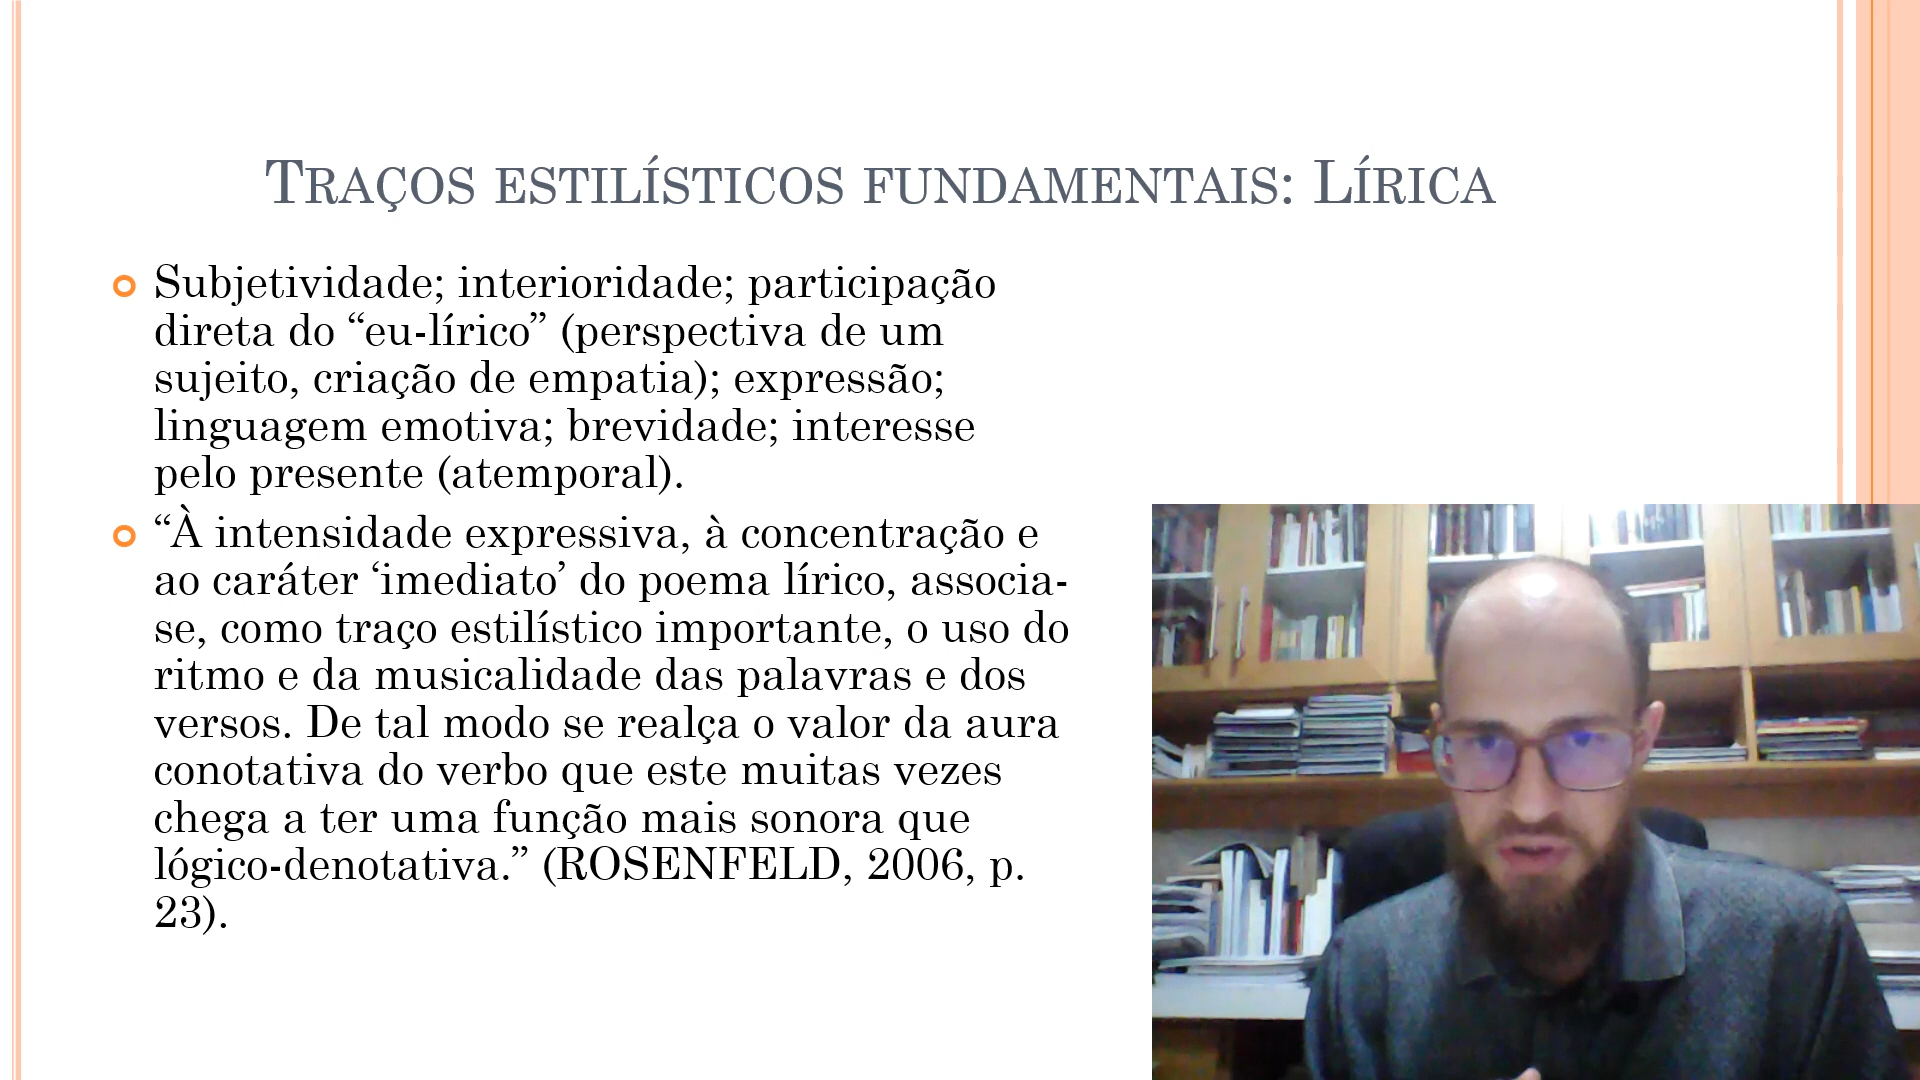 Traços estilísticos fundamentais: Lírica
Subjetividade; interioridade; participação
direta do “eu-lírico” (perspectiva de um
sujeito, criação de empatia); expressão;
linguagem emotiva; brevidade; interesse
pelo presente (atemporal).
“À intensidade expressiva, à concentração e
ao caráter ‘imediato’ do poema lírico, associa-
se, como traço estilístico importante, o uso do
ritmo e da musicalidade das palavras e dos
versos. De tal modo se realça o valor da aura
conotativa do verbo que este muitas vezes
chega a ter uma função mais sonora que
lógico-denotativa.” (ROSENFELD, 2006, p.
23).